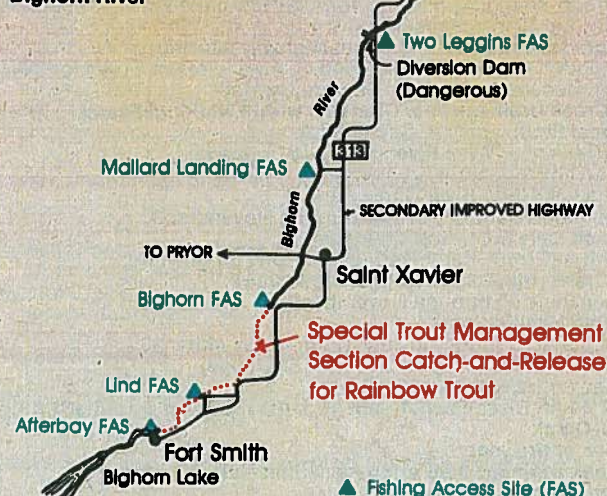 Bighorn River
Two Leggins FAS
Diversion Dam
(Dangerous)
River
313
Mallard Landing FAS
SECONDARY IMPROVED HIGHWAY
Bighorn
TO PRYOR
Saint Xavier
Bighorn FAS
Special Trout Management
Section Catch-and-Release
for Rainbow Trout
Lind FAS
Afterbay FAS
Fort Smith
Bighorn Lake
Fishing Access Site (FAS)